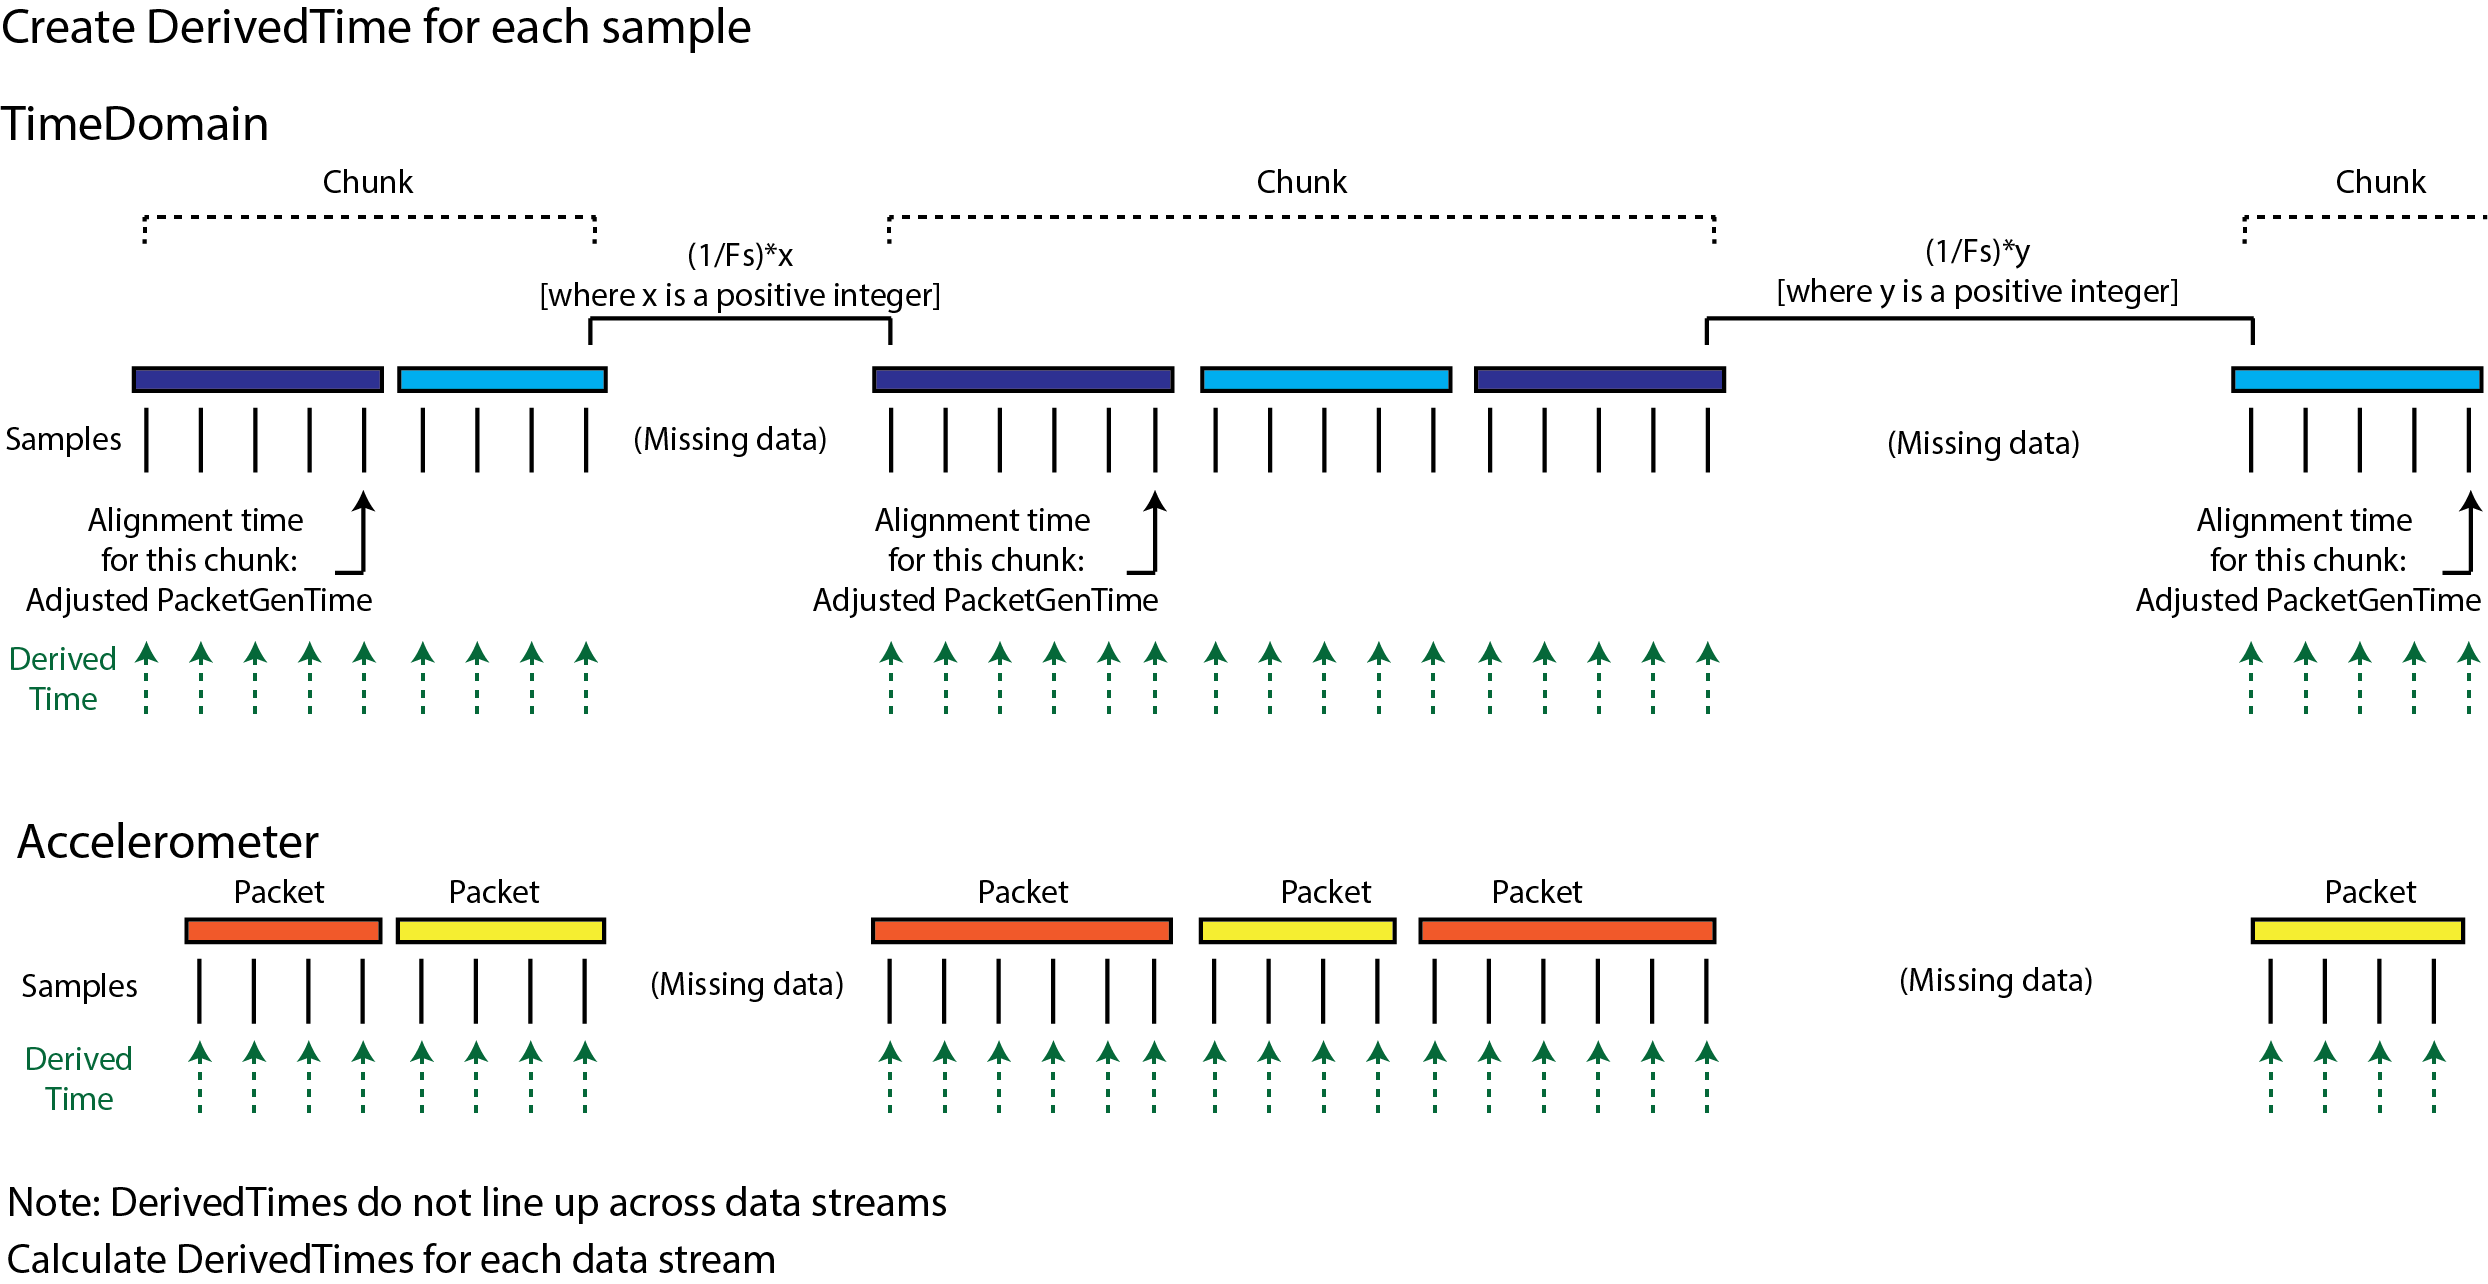 Create DerivedTime for each sample
TimeDomain
Chunk
Chunk
Chunk
(1/Fs)*x
[where x is a positive integer]
(1/Fs)*y
[where y is a positive integer]
Samples
(Missing data)
(Missing data)
Alignment time
for this chunk:
Adjusted PacketGenTime
Alignment time
for this chunk:
Adjusted PacketGenTime
Alignment time
for this chunk:
Adjusted PacketGenTime
Derived
Time
Accelerometer
Packet
Packet
Packet
Packet
Packet
Packet
Samples
(Missing data)
(Missing data)
Derived
Time
Note: DerivedTimes do not line up across data streams
Calculate DerivedTimes for each data stream